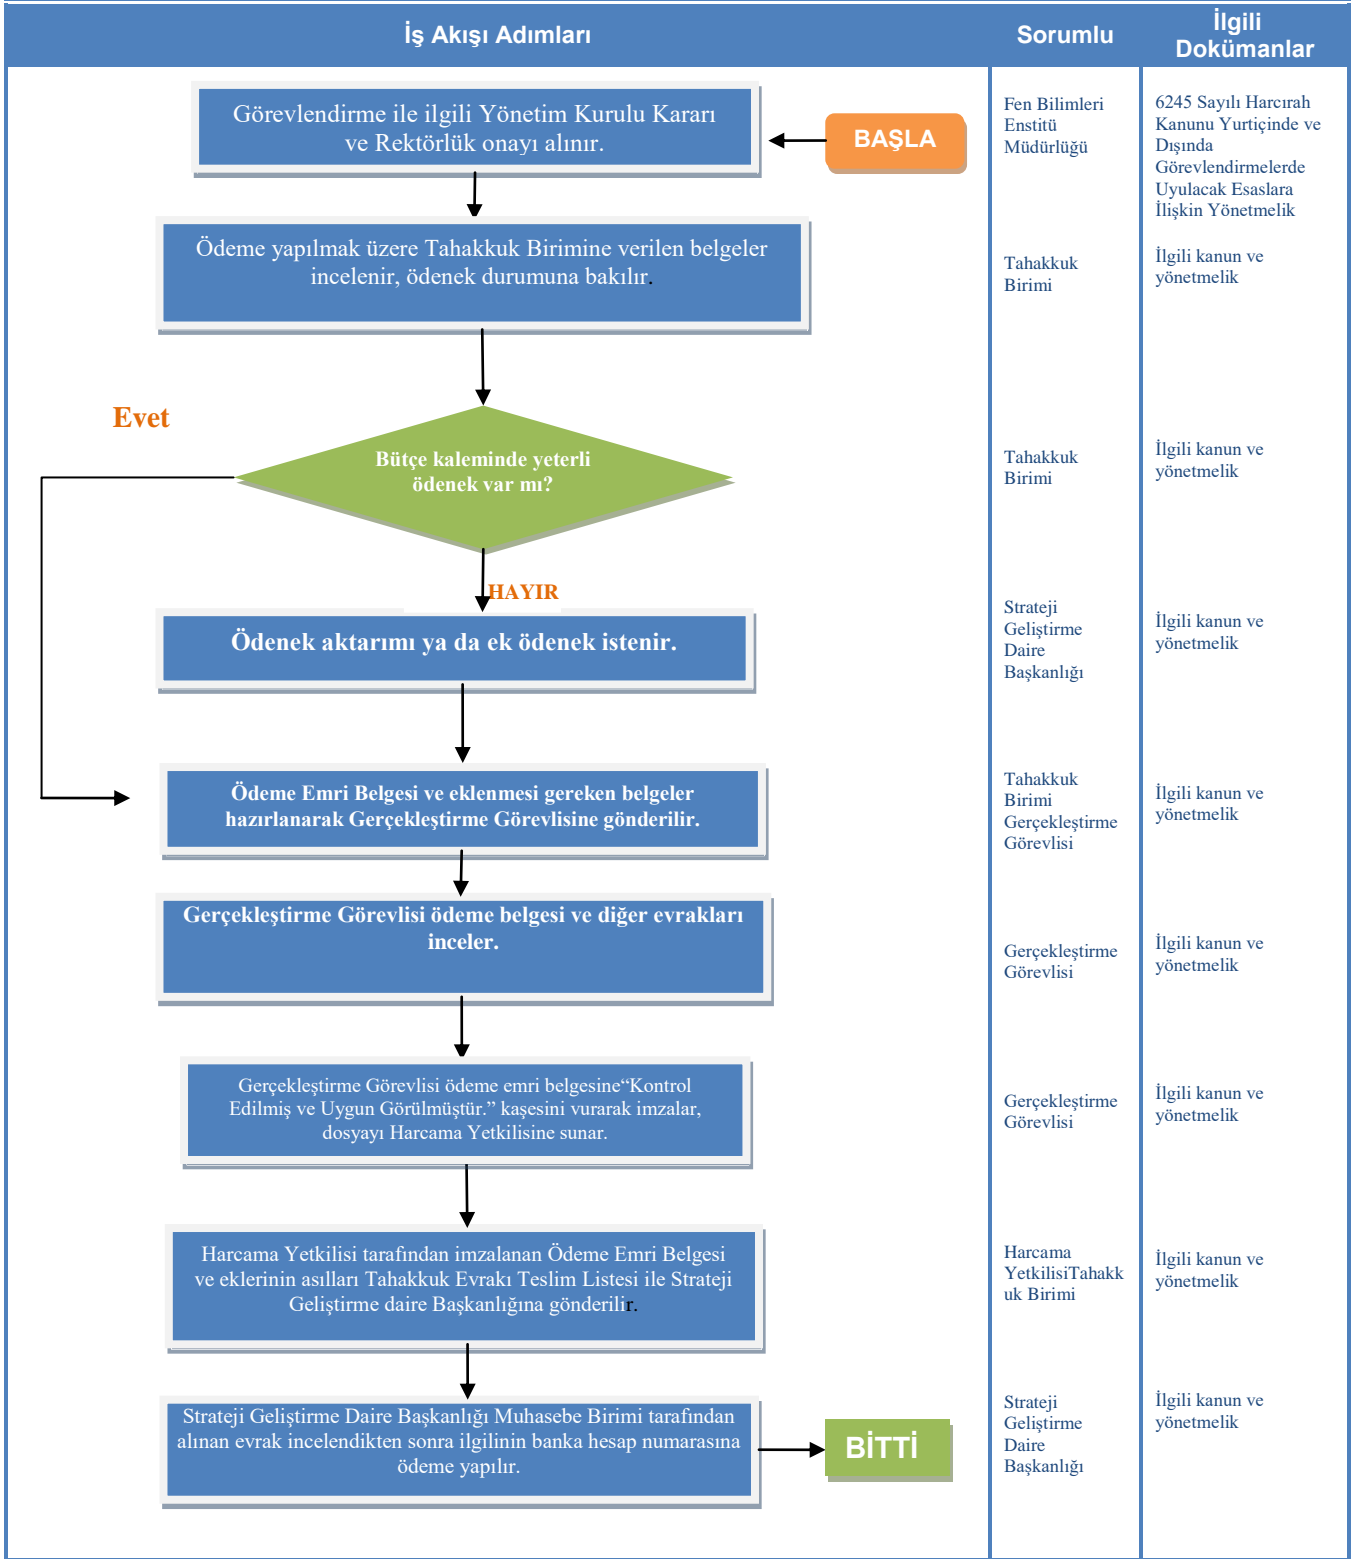 İş Akışı Adımları
Sorumlu
İlgili
Dokümanlar
Görevlendirme ile ilgili Yönetim Kurulu Kararı
ve Rektörlük onayı alınır.
BAŞLA
Fen Bilimleri
Enstitü
Müdürlüğü
6245 Sayılı Harcırah
Kanunu Yurtiçinde ve
Dışında
Görevlendirmelerde
Uyulacak Esaslara
İlişkin Yönetmelik
Ödeme yapılmak üzere Tahakkuk Birimine verilen belgeler
incelenir, ödenek durumuna bakılır.
Tahakkuk
Birimi
İlgili kanun ve
yönetmelik
Evet
Bütçe kaleminde yeterli
ödenek var mı?
Tahakkuk
Birimi
İlgili kanun ve
yönetmelik
HAYIR
Ödenek aktarımı ya da ek ödenek istenir.
Strateji
Geliştirme
Daire
Başkanlığı
İlgili kanun ve
yönetmelik
Ödeme Emri Belgesi ve eklenmesi gereken belgeler
hazırlanarak Gerçekleştirme Görevlisine gönderilir.
Tahakkuk
Birimi
Gerçekleştirme
Görevlisi
İlgili kanun ve
yönetmelik
Gerçekleştirme Görevlisi ödeme belgesi ve diğer evrakları
inceler.
Gerçekleştirme
Görevlisi
İlgili kanun ve
yönetmelik
Gerçekleştirme Görevlisi ödeme emri belgesine“Kontrol
Edilmiş ve Uygun Görülmüştür.” kaşesini vurarak imzalar,
dosyayı Harcama Yetkilisine sunar.
Gerçekleştirme
Görevlisi
İlgili kanun ve
yönetmelik
Harcama Yetkilisi tarafından imzalanan Ödeme Emri Belgesi
ve eklerinin asılları Tahakkuk Evrakı Teslim Listesi ile Strateji
Geliştirme daire Başkanlığına gönderilir.
Harcama
YetkilisiTahakk
uk Birimi
İlgili kanun ve
yönetmelik
Strateji Geliştirme Daire Başkanlığı Muhasebe Birimi tarafından
alınan evrak incelendikten sonra ilgilinin banka hesap numarasına
ödeme yapılır.
BİTTİ
Strateji
Geliştirme
Daire
Başkanlığı
İlgili kanun ve
yönetmelik